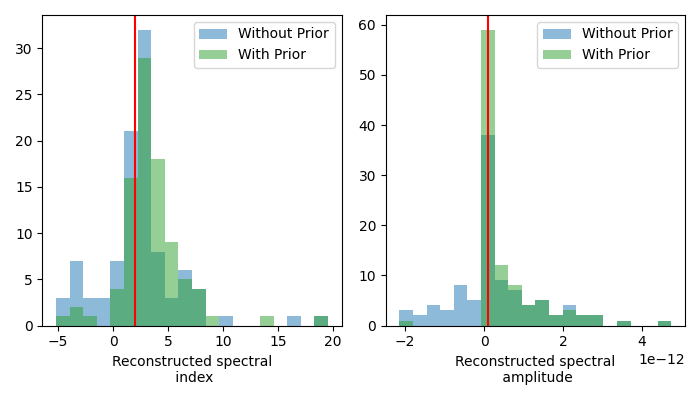 Without Prior
With Prior
30
25
20
15
10
5
0
−5
0
5
10
15
20
Reconstructed spectral
index
Without Prior
With Prior
60
50
40
30
20
10
0
−2
0
2
4
1e−12
Reconstructed spectral
amplitude